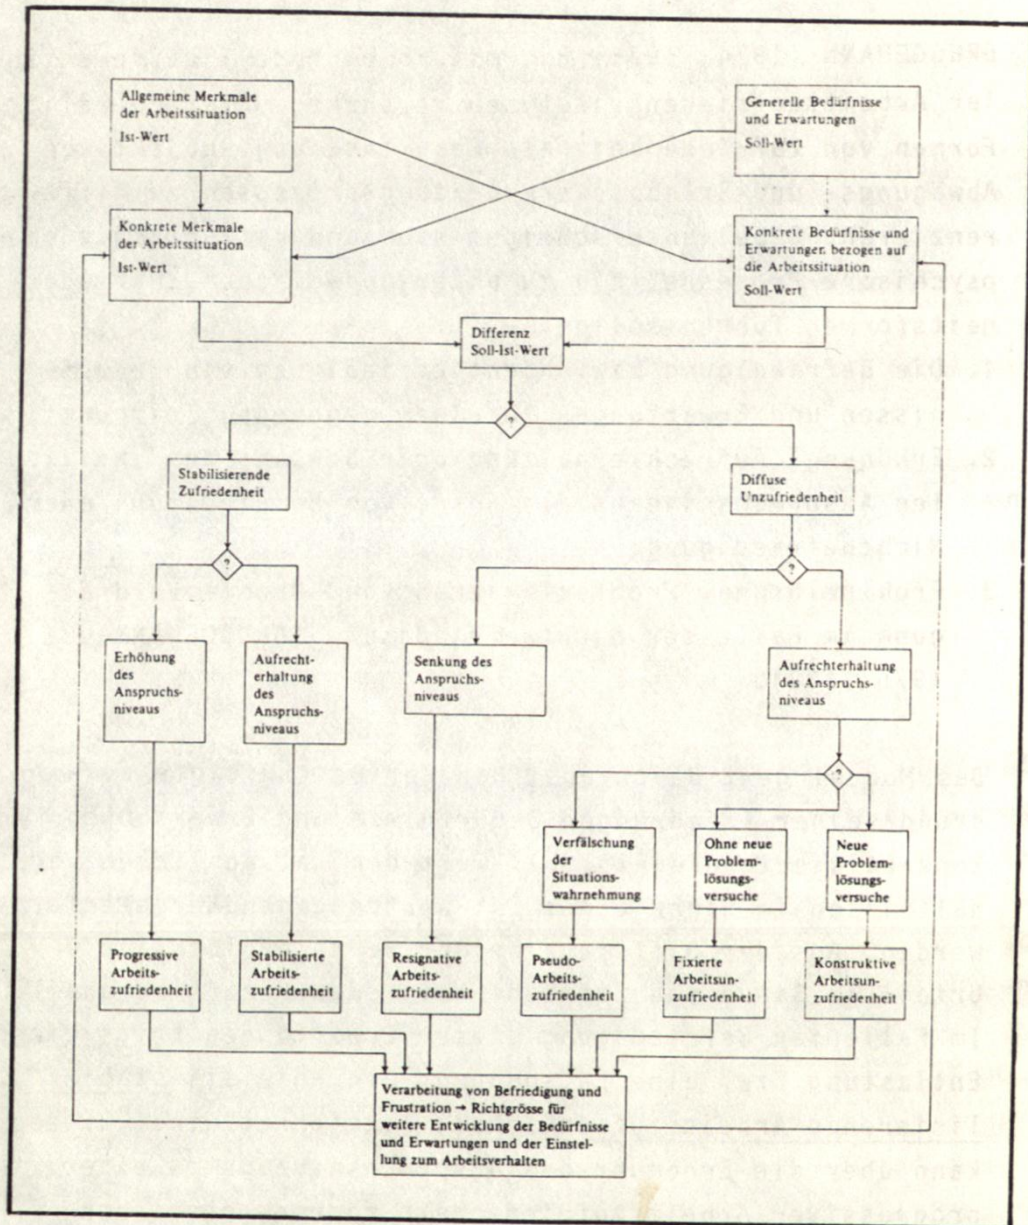 Allgemeine Merkmale
der Arbeitssituation
Ist-Wert
Generelle Bedürfnisse
und Erwartungen
Soll-Wert
Konkrete Merkmale
der Arbeitssituation
Ist-Wert
Konkrete Bedürfnisse und
Erwartungen bezogen auf
die Arbeitssituation
Soll-Wert
Differenz
Soll-Ist-Wert
?
Stabilisierende
Zufriedenheit
Diffuse
Unzufriedenheit
?
?
Erhöhung
des
Anspruchs-
niveaus
Aufrecht-
erhaltung
des
Anspruchs-
niveaus
Senkung des
Anspruchs-
niveaus
Aufrechterhaltung
des Anspruchs-
niveaus
?
Verfälschung
der
Situations-
wahrnehmung
Ohne neue
Problem-
lösungs-
versuche
Neue
Problem-
lösungs-
versuche
Progressive
Arbeits-
zufriedenheit
Stabilisierte
Arbeits-
zufriedenheit
Resignative
Arbeits-
zufriedenheit
Pseudo-
Arbeits-
zufriedenheit
Fixierte
Arbeitsun-
zufriedenheit
Konstruktive
Arbeitsun-
zufriedenheit
Verarbeitung von Befriedigung und
Frustration → Richtgrösse für
weitere Entwicklung der Bedürfnisse
und Erwartungen und der Einstel-
lung zum Arbeitsverhalten